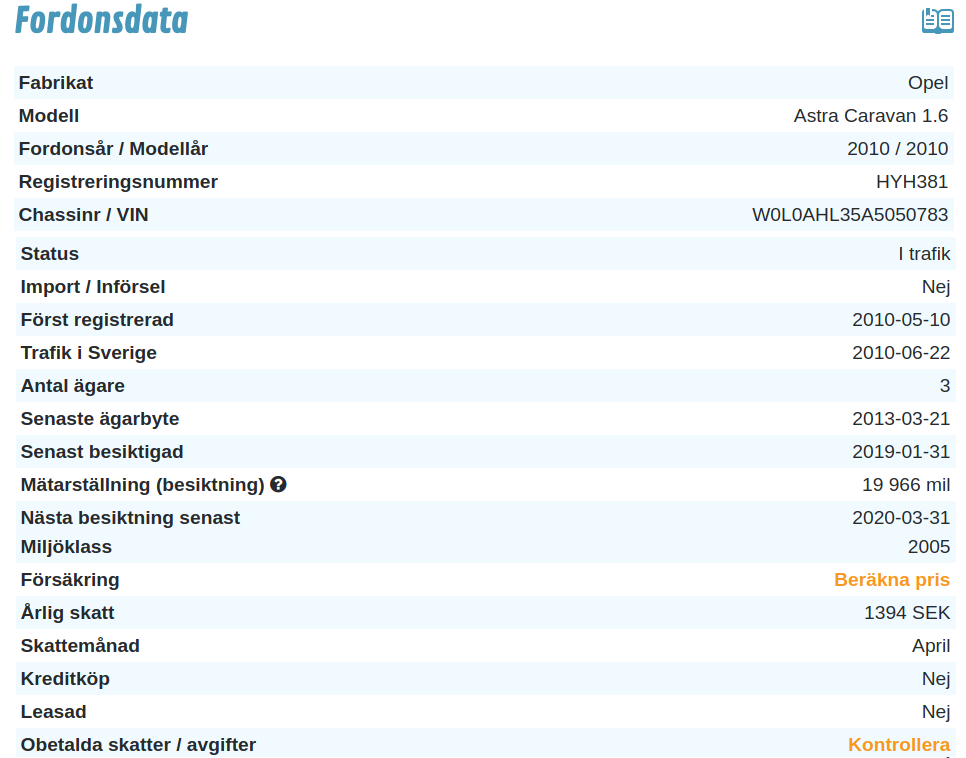 Fordonsdata
Fabrikat Opel
Modell Astra Caravan 1.6
Fordonsår / Modellår 2010 / 2010
Registreringsnummer HYH381
Chassinr / VIN W0L0AHL35A5050783
Status I trafik
Import / Införsel Nej
Först registrerad 2010-05-10
Trafik i Sverige 2010-06-22
Antal ägare 3
Senaste ägarbyte 2013-03-21
Senast besiktigad 2019-01-31
Mätarställning (besiktning) ? 19 966 mil
Nästa besiktning senast 2020-03-31
Miljöklass 2005
Försäkring Beräkna pris
Årlig skatt 1394 SEK
Skattemånad April
Kreditköp Nej
Leasad Nej
Obetalda skatter / avgifter Kontrollera